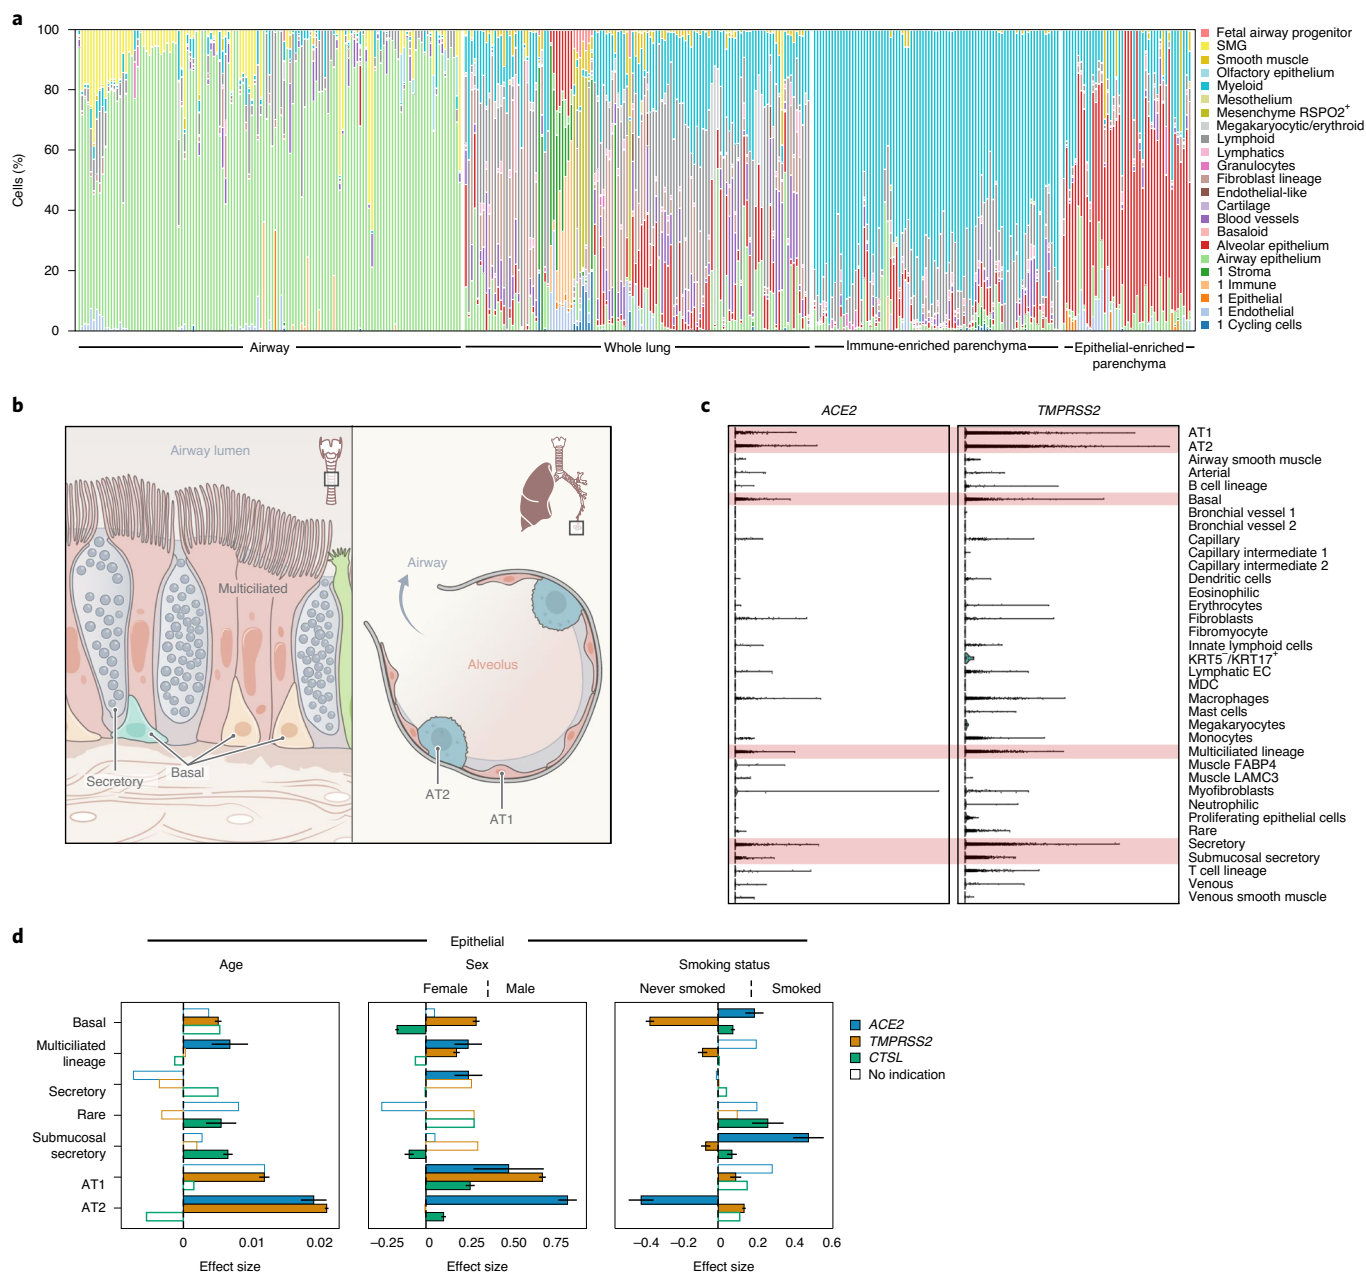 a
100
80
60
40
20
0
Cells (%)
Airway
Whole lung
Immune-enriched parenchyma
Epithelial-enriched
parenchyma
Fetal airway progenitor
SMG
Smooth muscle
Olfactory epithelium
Myeloid
Mesothelium
Mesenchyme RSPO2+
Megakaryocytic/erythroid
Lymphoid
Lymphatics
Granulocytes
Fibroblast lineage
Endothelial-like
Cartilage
Blood vessels
Basaloid
Alveolar epithelium
Airway epithelium
1 Stroma
1 Immune
1 Epithelial
1 Endothelial
1 Cycling cells
b
Airway lumen
Multiciliated
Secretory
Basal
Airway
Alveolus
AT2
AT1
c
ACE2
TMPRSS2
AT1
AT2
Airway smooth muscle
Arterial
B cell lineage
Basal
Bronchial vessel 1
Bronchial vessel 2
Capillary
Capillary intermediate 1
Capillary intermediate 2
Dendritic cells
Eosinophilic
Erythrocytes
Fibroblasts
Fibromyocyte
Innate lymphoid cells
KRT5-/KRT17+
Lymphatic EC
MDC
Macrophages
Mast cells
Megakaryocytes
Monocytes
Multiciliated lineage
Muscle FABP4
Muscle LAMC3
Myofibroblasts
Neutrophilic
Proliferating epithelial cells
Rare
Secretory
Submucosal secretory
T cell lineage
Venous
Venous smooth muscle
d
Epithelial
Age
Sex
Smoking status
Female
Male
Never smoked
Smoked
Basal
Multiciliated
lineage
Secretory
Rare
Submucosal
secretory
AT1
AT2
ACE2
TMPRSS2
CTSL
No indication
0 0.01 0.02
−0.25 0 0.25 0.50 0.75
−0.4 −0.2 0 0.2 0.4 0.6
Effect size
Effect size
Effect size